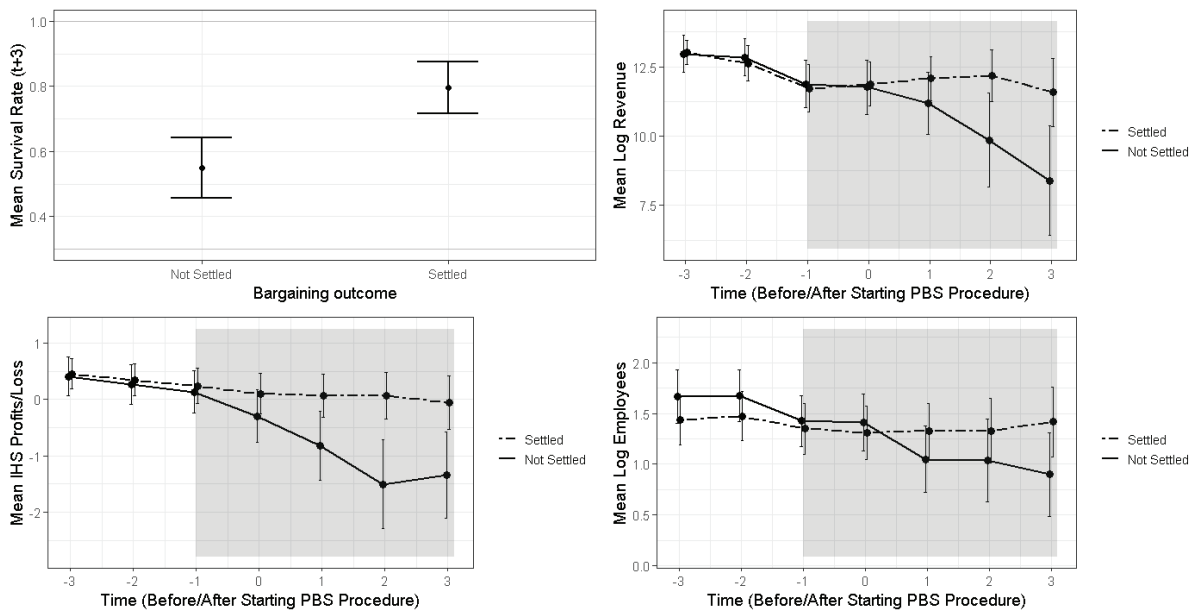 Mean Survival Rate (t+3)
1.0
0.8
0.6
0.4
Not Settled
Settled
Bargaining outcome
Mean Log Revenue
12.5
10.0
7.5
-3
-2
-1
0
1
2
3
Time (Before/After Starting PBS Procedure)
Settled
Not Settled
Mean IHS Profits/Loss
1
0
-1
-2
-3
-2
-1
0
1
2
3
Time (Before/After Starting PBS Procedure)
Settled
Not Settled
Mean Log Employees
2.0
1.5
1.0
0.5
0.0
-3
-2
-1
0
1
2
3
Time (Before/After Starting PBS Procedure)
Settled
Not Settled